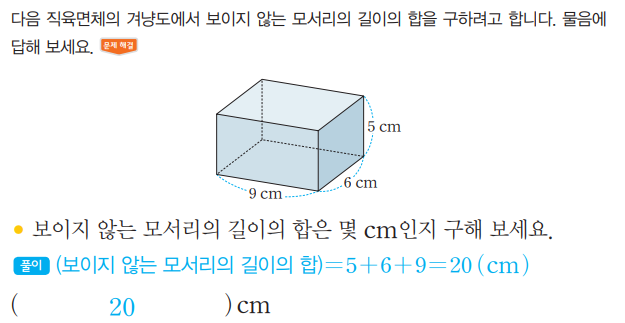 다음 직육면체의 겨냥도에서 보이지 않는 모서리의 길이의 합을 구하려고 합니다. 물음에
답해 보세요. 문제 해결
5 cm
6 cm
9 cm
• 보이지 않는 모서리의 길이의 합은 몇 cm인지 구해 보세요.
풀이 (보이지 않는 모서리의 길이의 합)=5+6+9=20(cm)
( 20 )cm